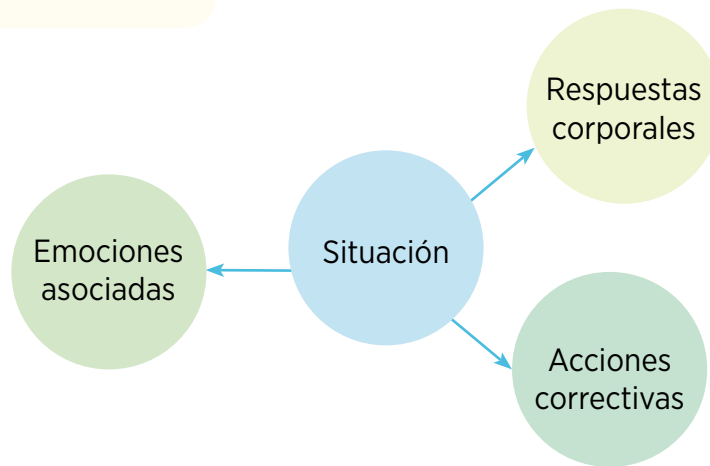 Respuestas
corporales
Emociones
asociadas
Situación
Acciones
correctivas